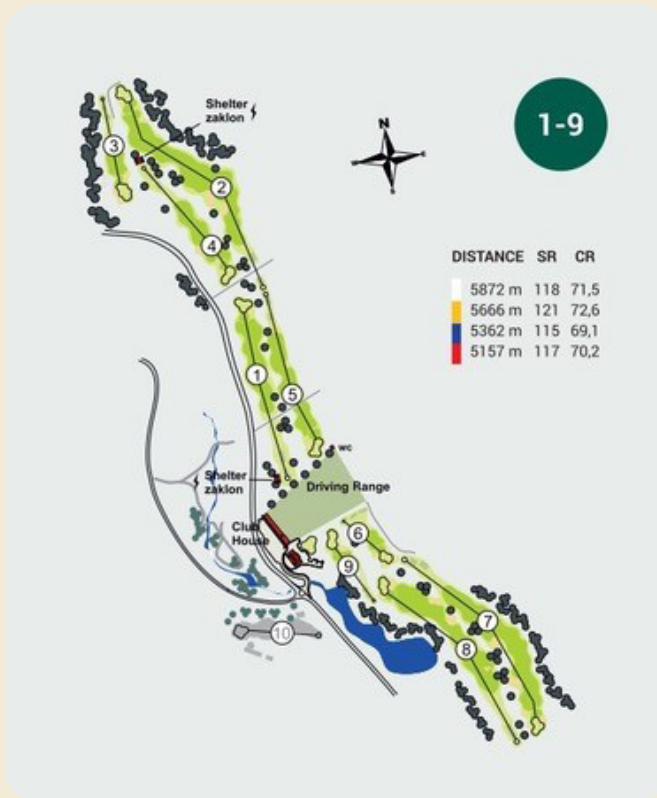 Shelter
zaklon
1-9
N
3
2
4
DISTANCE SR CR
5872 m 118 71,5
5666 m 121 72,6
5362 m 115 69,1
5157 m 117 70,2
1
5
WC
Shelter
zaklon
Driving Range
Club
House
6
9
7
8
10